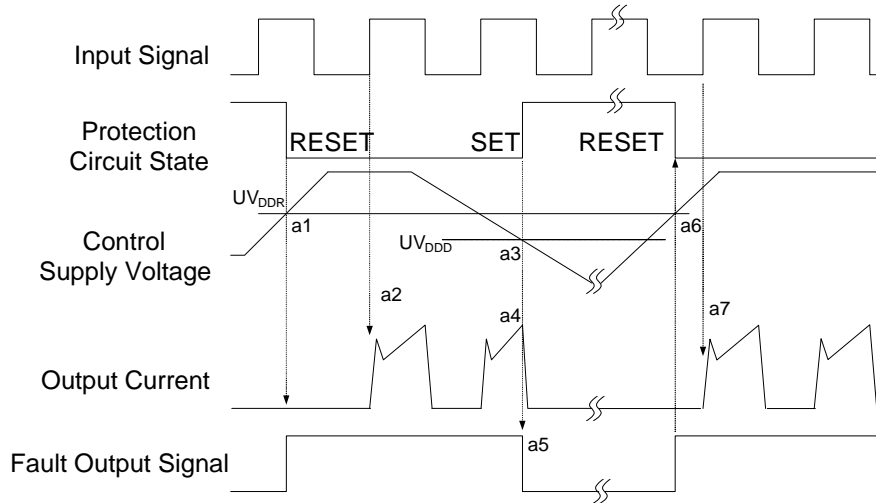 Input Signal
Protection
Circuit State
RESET
SET
RESET
UVDDR
a1
Control
Supply Voltage
UVDDD
a3
a6
a2
a4
a7
Output Current
a5
Fault Output Signal